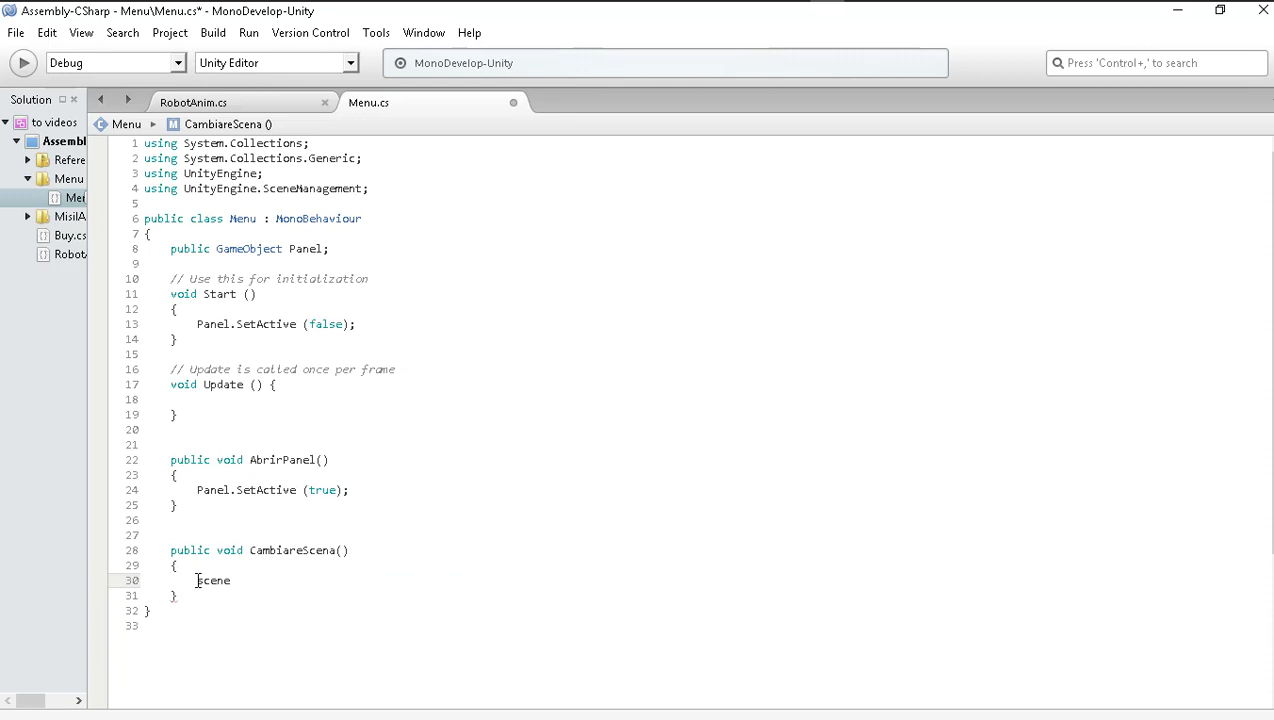 Assembly-CSharp - Menu\Menu.cs* - MonoDevelop-Unity
File Edit View Search Project Build Run Version Control Tools Window Help
Debug Unity Editor MonoDevelop-Unity Press 'Control+,' to search
Solution RobotAnim.cs Menu.cs
to videos
Menu CambiareScena ()
Assembl
Refere
Menu
Mei
MisilA
Buy.cs
Robot
1 using System.Collections;
2 using System.Collections.Generic;
3 using UnityEngine;
4 using UnityEngine.SceneManagement;
5
6 public class Menu : MonoBehaviour
7 {
8 public GameObject Panel;
9
10 // Use this for initialization
11 void Start ()
12 {
13 Panel.SetActive (false);
14 }
15
16 // Update is called once per frame
17 void Update () {
18
19 }
20
21
22 public void AbrirPanel()
23 {
24 Panel.SetActive (true);
25 }
26
27
28 public void CambiareScena()
29 {
30 scene
31 }
32 }
33